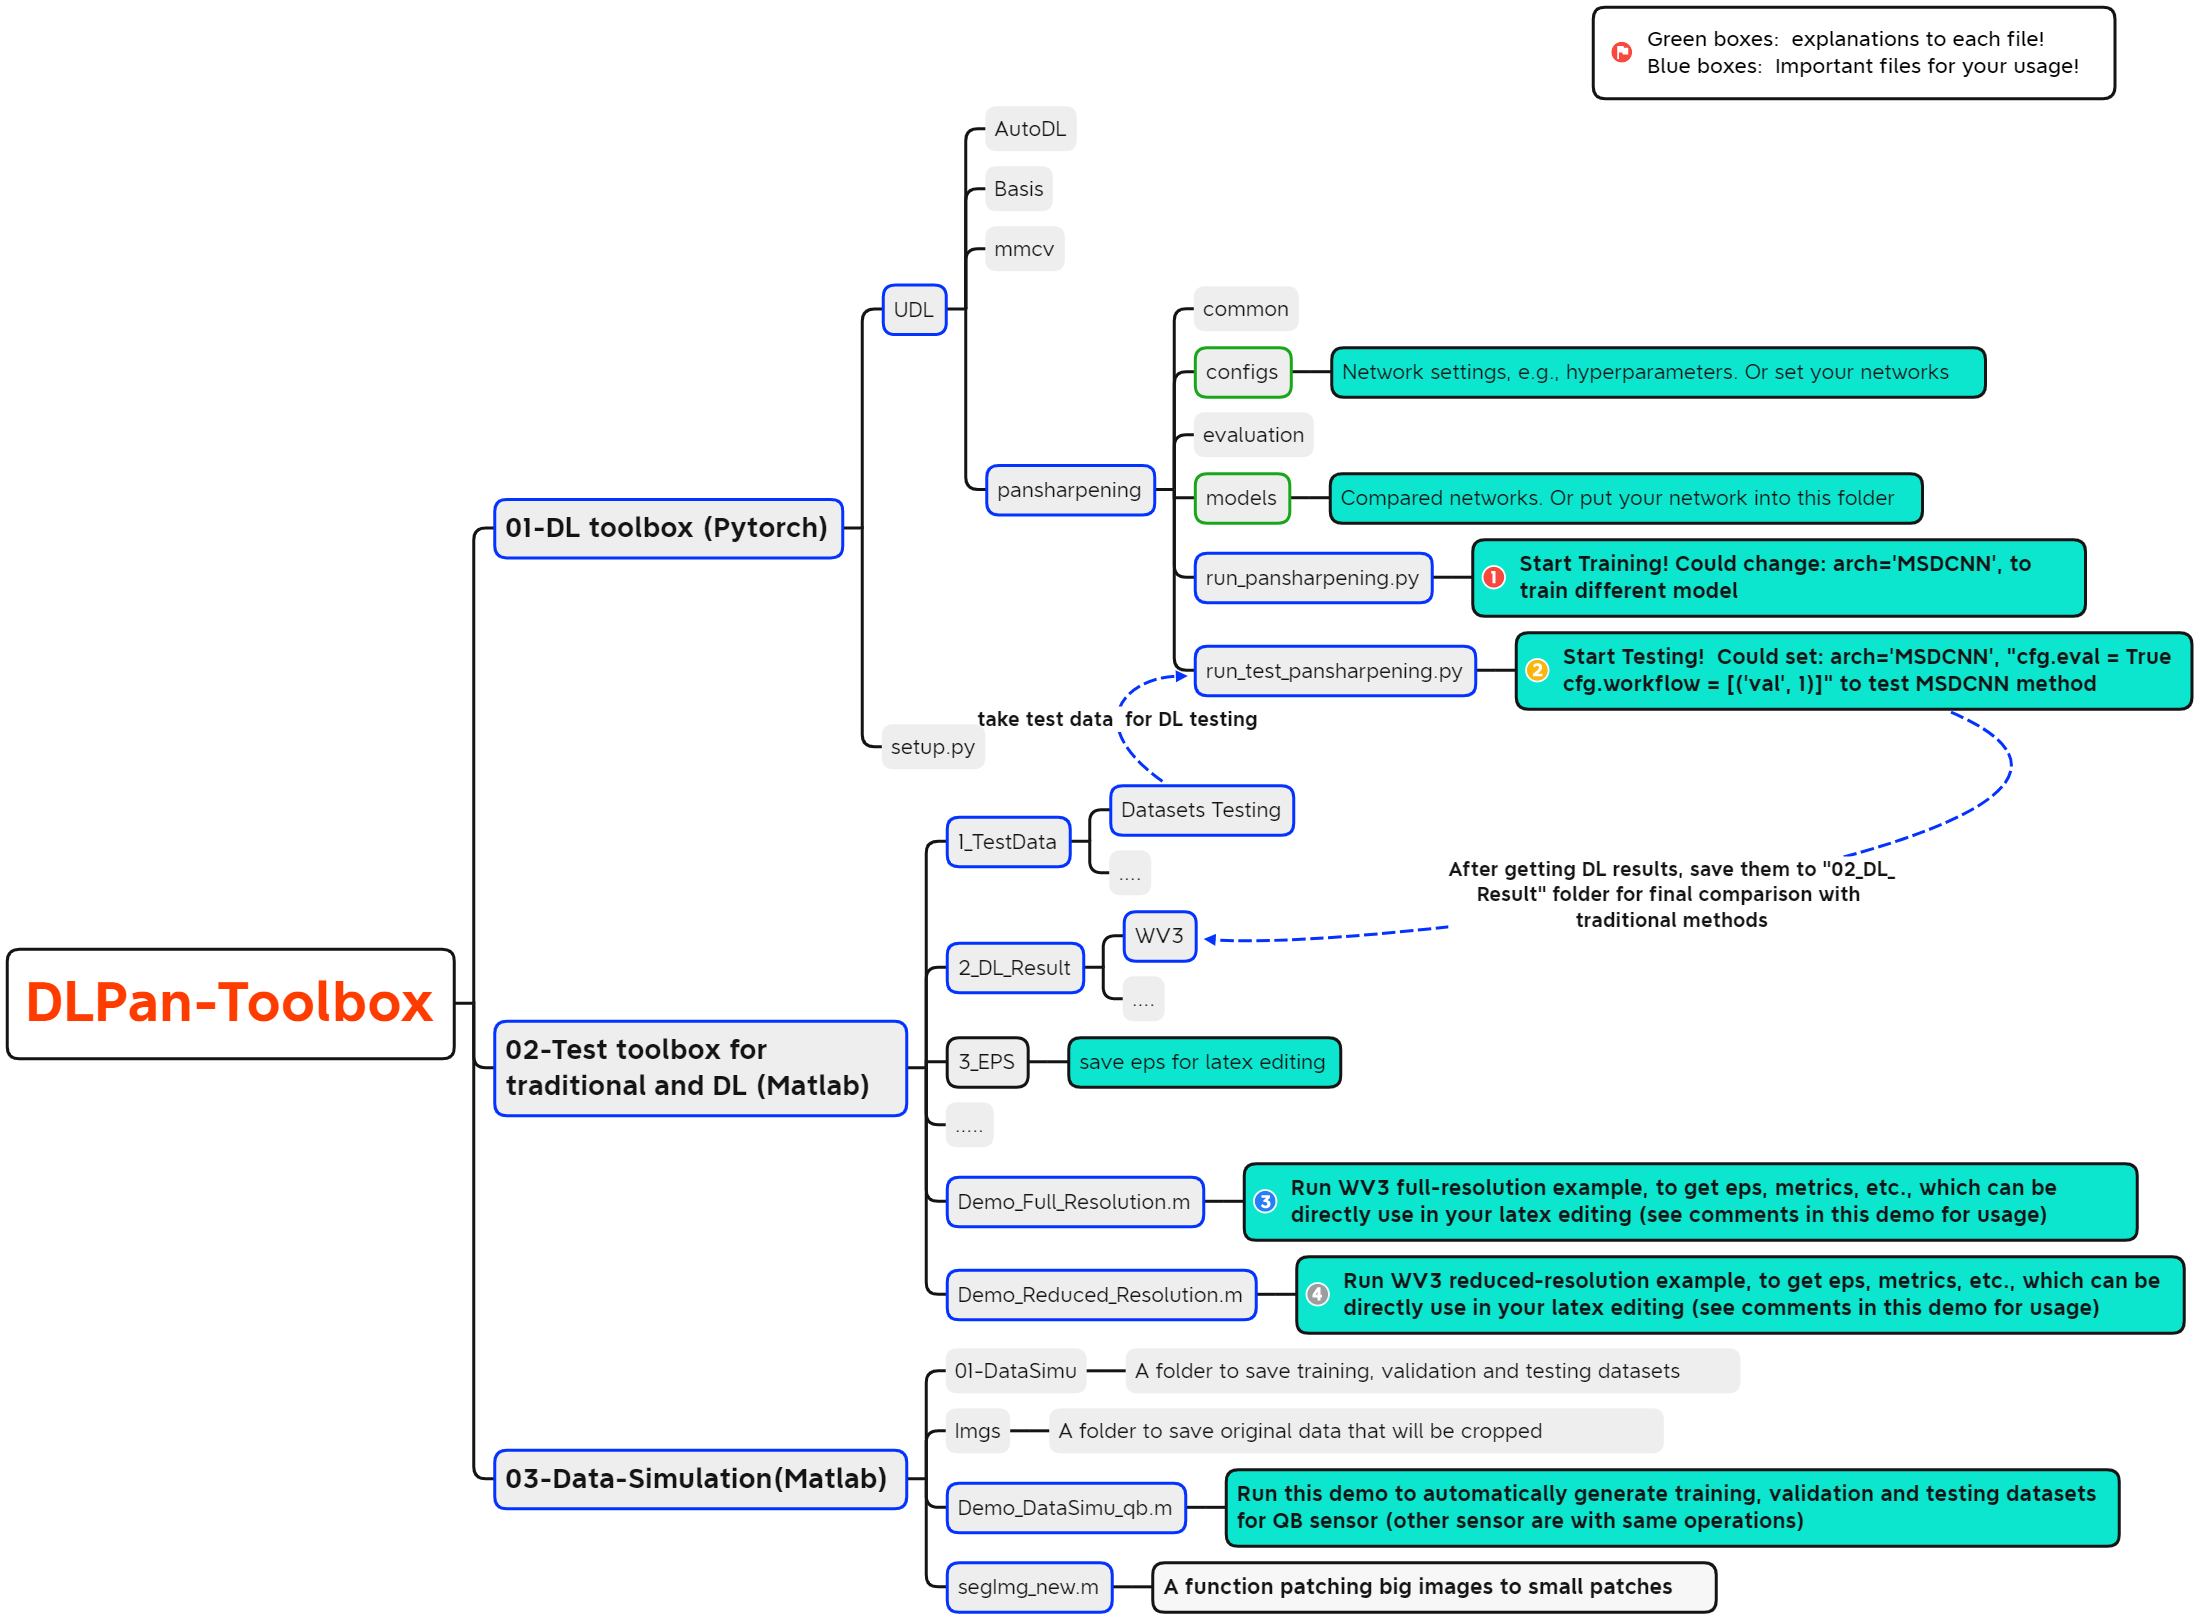 Green boxes:  explanations to each file!
Blue boxes:  Important files for your usage!
AutoDL
Basis
mmcv
UDL
common
configs
Network settings, e.g., hyperparameters. Or set your networks
evaluation
pansharpening
models
Compared networks. Or put your network into this folder
01-DL toolbox (Pytorch)
run_pansharpening.py
1
Start Training! Could change: arch='MSDCNN', to
train different model
run_test_pansharpening.py
2
Start Testing!  Could set: arch='MSDCNN', "cfg.eval = True
cfg.workflow = [('val', 1)]" to test MSDCNN method
take test data  for DL testing
setup.py
Datasets Testing
1_TestData
....
After getting DL results, save them to "02_DL_
Result" folder for final comparison with
traditional methods
WV3
2_DL_Result
....
DLPan-Toolbox
02-Test toolbox for
traditional and DL (Matlab)
3_EPS
save eps for latex editing
.....
Demo_Full_Resolution.m
3
Run WV3 full-resolution example, to get eps, metrics, etc., which can be
directly use in your latex editing (see comments in this demo for usage)
Demo_Reduced_Resolution.m
4
Run WV3 reduced-resolution example, to get eps, metrics, etc., which can be
directly use in your latex editing (see comments in this demo for usage)
01-DataSimu
A folder to save training, validation and testing datasets
Imgs
A folder to save original data that will be cropped
03-Data-Simulation(Matlab)
Demo_DataSimu_qb.m
Run this demo to automatically generate training, validation and testing datasets
for QB sensor (other sensor are with same operations)
segImg_new.m
A function patching big images to small patches